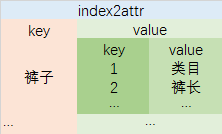 index2attr
key value
裤子
key value
1 类目
2 裤长
... ...
... ...